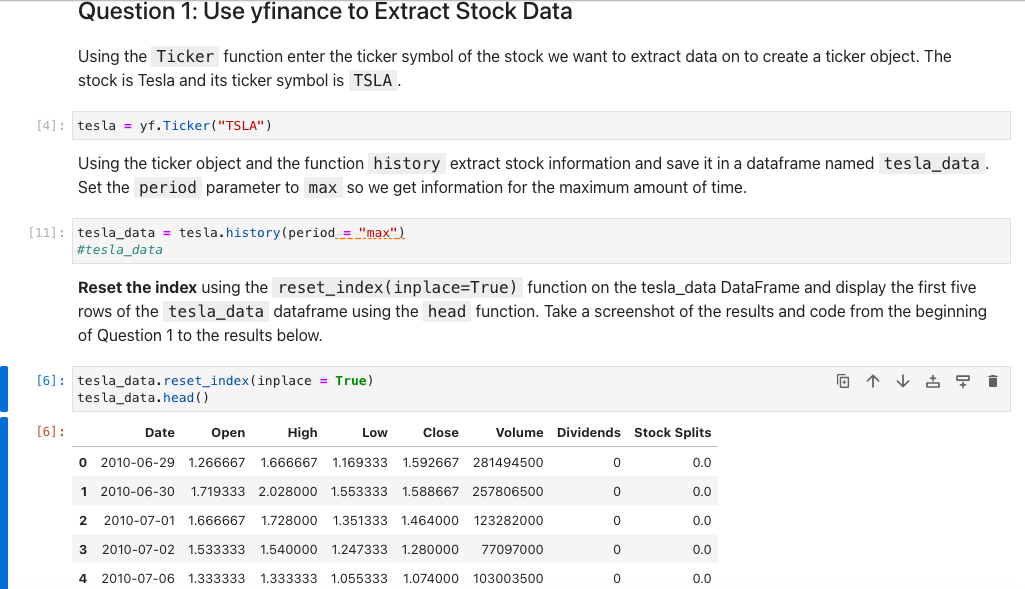 Question 1: Use yfinance to Extract Stock Data
Using the Ticker function enter the ticker symbol of the stock we want to extract data on to create a ticker object. The
stock is Tesla and its ticker symbol is TSLA .
[4]: tesla = yf.Ticker("TSLA")
Using the ticker object and the function history extract stock information and save it in a dataframe named tesla_data .
Set the period parameter to max so we get information for the maximum amount of time.
[11]: tesla_data = tesla.history(period = "max")
#tesla_data
Reset the index using the reset_index(inplace=True) function on the tesla_data DataFrame and display the first five
rows of the tesla_data dataframe using the head function. Take a screenshot of the results and code from the beginning
of Question 1 to the results below.
[6]: tesla_data.reset_index(inplace = True)
tesla_data.head()
[6]: Date Open High Low Close Volume Dividends Stock Splits
0 2010-06-29 1.266667 1.666667 1.169333 1.592667 281494500 0 0.0
1 2010-06-30 1.719333 2.028000 1.553333 1.588667 257806500 0 0.0
2 2010-07-01 1.666667 1.728000 1.351333 1.464000 123282000 0 0.0
3 2010-07-02 1.533333 1.540000 1.247333 1.280000 77097000 0 0.0
4 2010-07-06 1.333333 1.333333 1.055333 1.074000 103003500 0 0.0